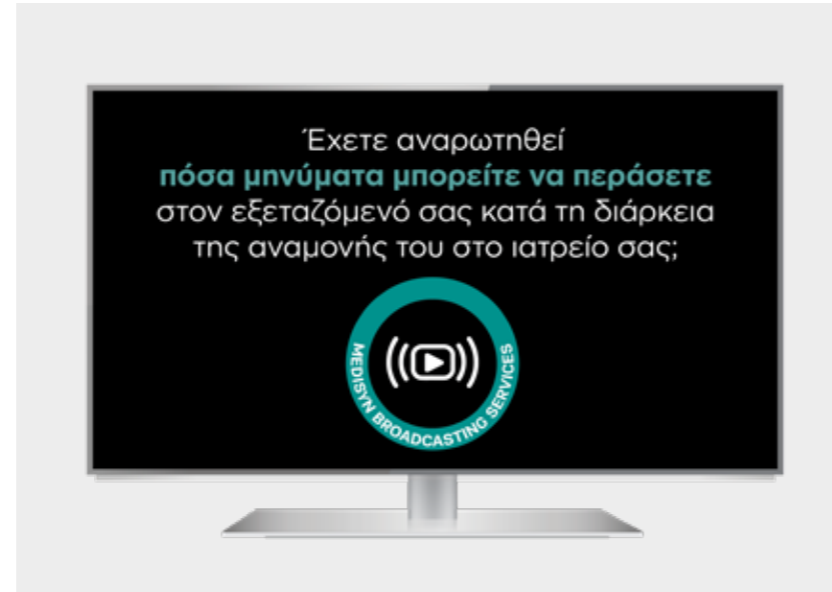 Έχετε αναρωτηθεί
πόσα μηνύματα μπορείτε να περάσετε
στον εξεταζόμενό σας κατά τη διάρκεια
της αναμονής του στο ιατρείο σας;
MEDISYN BROADCASTING SERVICES